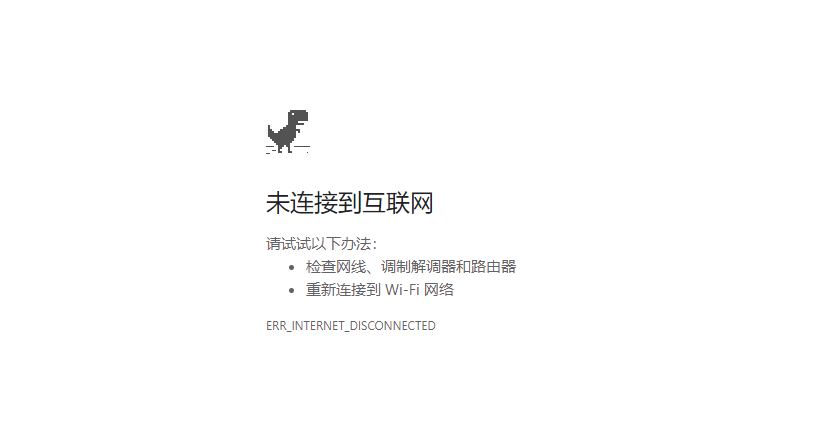 未连接到互联网
请试试以下办法：
• 检查网线、调制解调器和路由器
• 重新连接到 Wi-Fi 网络
ERR_INTERNET_DISCONNECTED